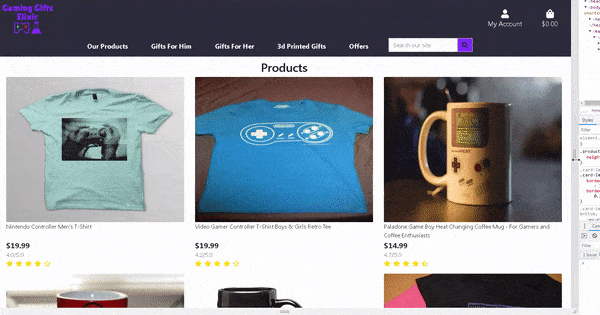 Gaming Gifts
Elixir
My Account
$0.00
Our Products
Gifts For Him
Gifts For Her
3d Printed Gifts
Offers
Search our site
Products
Nintendo Controller Men's T-Shirt
$19.99
4.0/5.0
Video Gamer Controller T-Shirt Boys & Girls Retro Tee
$19.99
4.2/5.0
Paladone Game Boy Heat Changing Coffee Mug - For Gamers and
Coffee Enthusiasts
$14.99
4.7/5.0
Styles
Filter